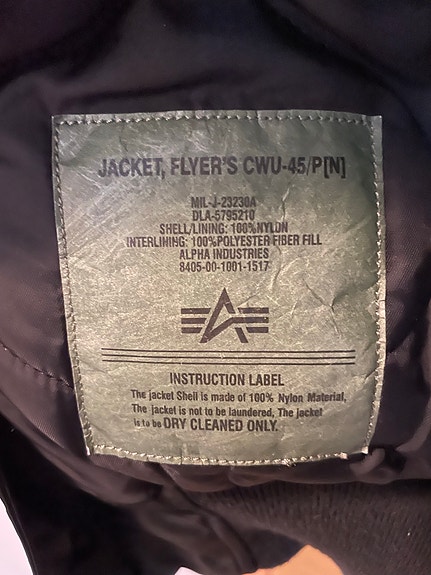 JACKET, FLYER'S CWU-45/P[N]
MIL-J-23230A
DLA-5795210
SHELL/LINING: 100%NYLON
INTERLINING: 100%POLYESTER FIBER FILL
ALPHA INDUSTRIES
8405-00-1001-1517
INSTRUCTION LABEL
The jacket Shell is made of 100% Nylon Material,
The jacket is not to be laundered, The jacket
is to be DRY CLEANED ONLY.